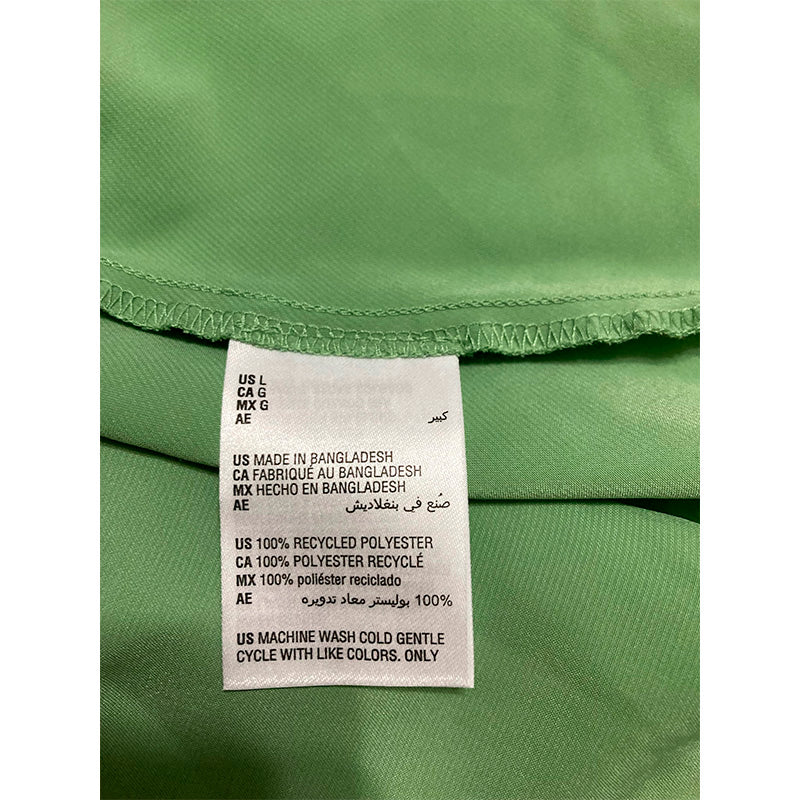 US L
CA G
MX G
AE كبير
US MADE IN BANGLADESH
CA FABRIQUÉ AU BANGLADESH
MX HECHO EN BANGLADESH
AE صُنع في بنغلاديش
US 100% RECYCLED POLYESTER
CA 100% POLYESTER RECYCLÉ
MX 100% poliéster reciclado
AE 100% بوليستر معاد تدويره
US MACHINE WASH COLD GENTLE
CYCLE WITH LIKE COLORS. ONLY